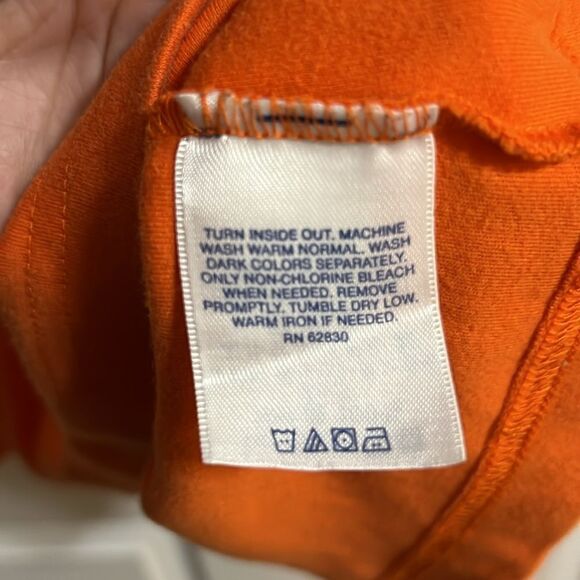 TURN INSIDE OUT. MACHINE
WASH WARM NORMAL. WASH
DARK COLORS SEPARATELY.
ONLY NON-CHLORINE BLEACH
WHEN NEEDED. REMOVE
PROMPTLY. TUMBLE DRY LOW.
WARM IRON IF NEEDED.
RN 62830